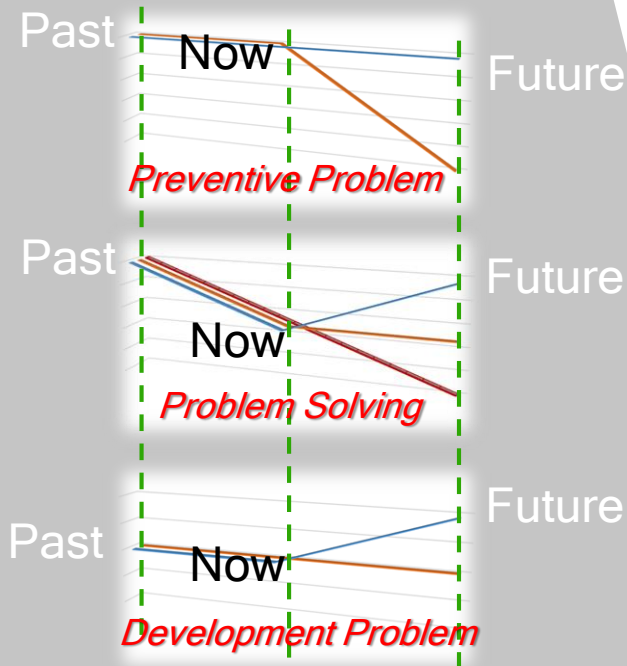 Past
Now
Future
Preventive Problem
Past
Future
Now
Problem Solving
Future
Past
Now
Development Problem